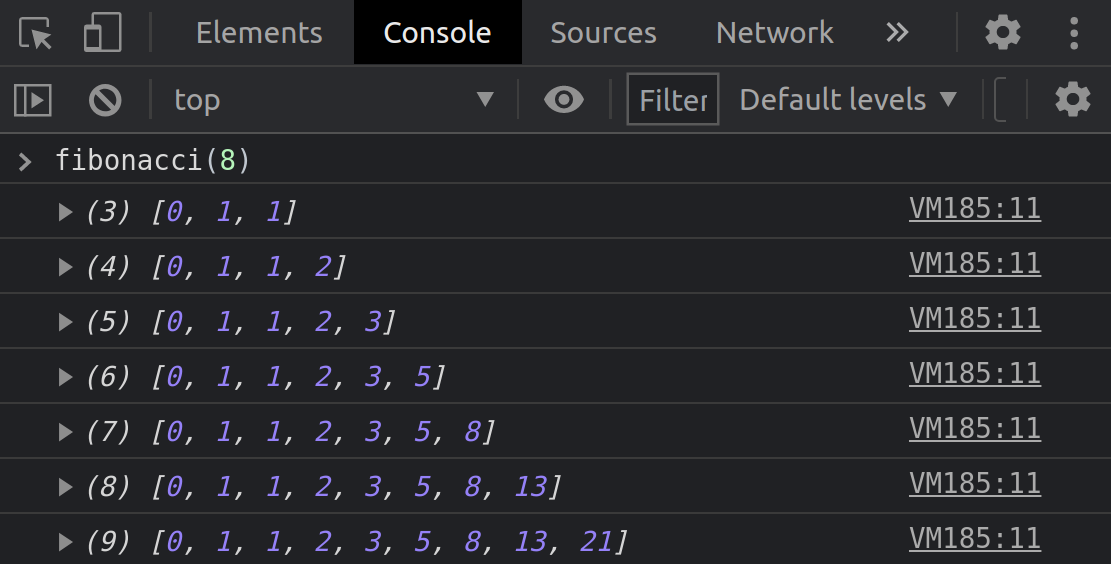 Elements Console Sources Network
top Filter Default levels
fibonacci(8)
(3) [0, 1, 1] VM185:11
(4) [0, 1, 1, 2] VM185:11
(5) [0, 1, 1, 2, 3] VM185:11
(6) [0, 1, 1, 2, 3, 5] VM185:11
(7) [0, 1, 1, 2, 3, 5, 8] VM185:11
(8) [0, 1, 1, 2, 3, 5, 8, 13] VM185:11
(9) [0, 1, 1, 2, 3, 5, 8, 13, 21] VM185:11